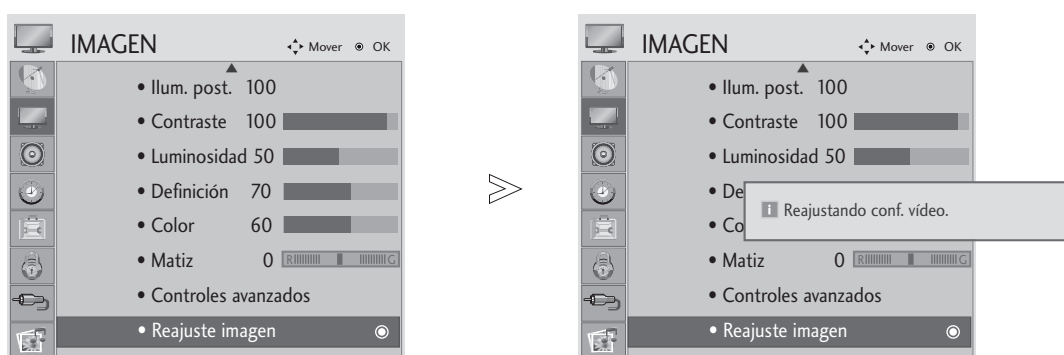 IMAGEN
Mover OK
Ilum. post. 100
• Contraste 100
• Luminosidad 50
• Definición 70
• Color 60
• Matiz 0 R G
• Controles avanzados
• Reajuste imagen
IMAGEN
Mover OK
• Ilum. post. 100
• Contraste 100
• Luminosidad 50
• De
• Co
i Reajustando conf. vídeo.
• Matiz 0 R G
• Controles avanzados
• Reajuste imagen